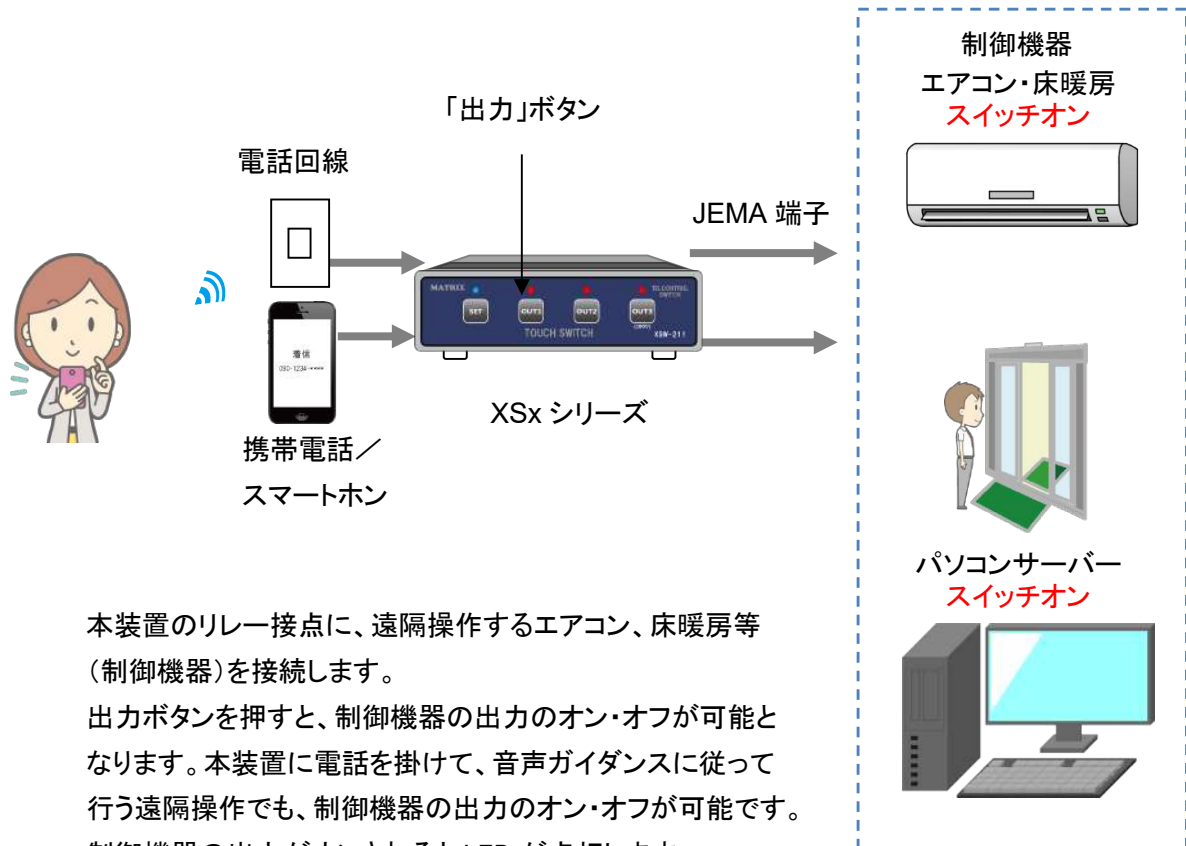 制御機器
エアコン・床暖房
スイッチオン
「出力」ボタン
電話回線
JEMA 端子
MATRIX
TELCONTROL
SWITCH
SET
OUT1
OUT2
OUT3
TOUCH SWITCH
XSW-211
着信
XSx シリーズ
携帯電話／
スマートホン
パソコンサーバー
スイッチオン
本装置のリレー接点に、遠隔操作するエアコン、床暖房等
（制御機器）を接続します。
出力ボタンを押すと、制御機器の出力のオン・オフが可能と
なります。本装置に電話を掛けて、音声ガイダンスに従って
行う遠隔操作でも、制御機器の出力のオン・オフが可能です。